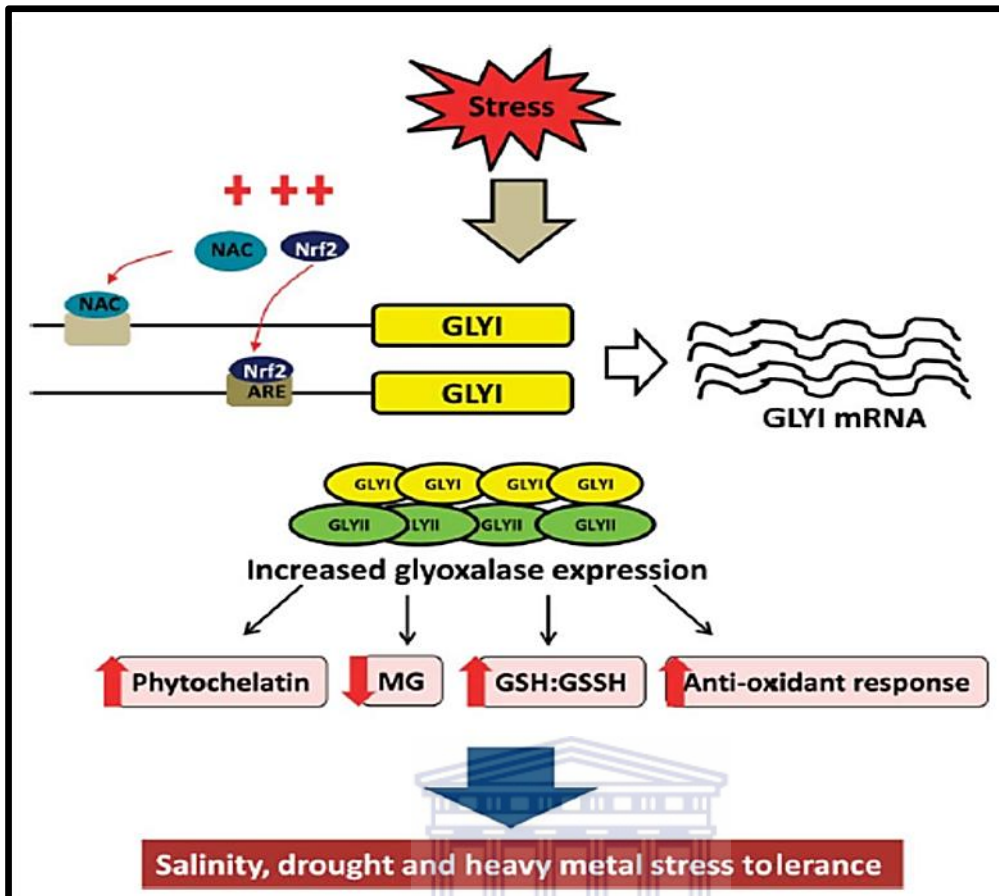 Stress
+ ++
NAC Nrf2
NAC
GLYI
Nrf2
ARE
GLYI
GLYI mRNA
GLYI GLYI GLYI GLYI
GLYII GLYII GLYII GLYII
Increased glyoxalase expression
Phytochelatin MG GSH:GSSH Anti-oxidant response
Salinity, drought and heavy metal stress tolerance